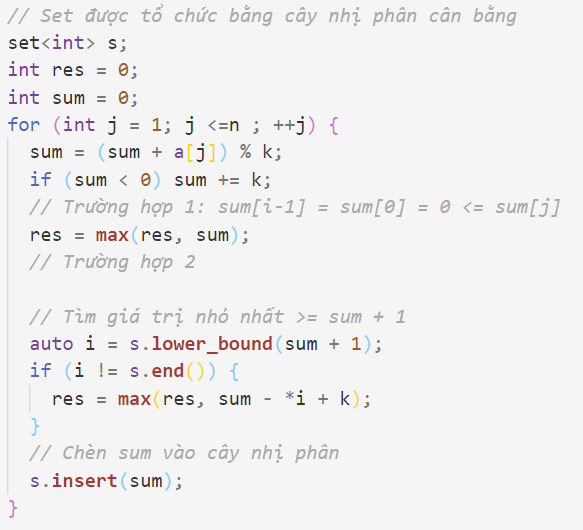 // Set được tổ chức bằng cây nhị phân cân bằng
set<int> s;
int res = 0;
int sum = 0;
for (int j = 1; j <=n ; ++j) {
  sum = (sum + a[j]) % k;
  if (sum < 0) sum += k;
  // Trường hợp 1: sum[i-1] = sum[0] = 0 <= sum[j]
  res = max(res, sum);
  // Trường hợp 2

  // Tìm giá trị nhỏ nhất >= sum + 1
  auto i = s.lower_bound(sum + 1);
  if (i != s.end()) {
    res = max(res, sum - *i + k);
  }
  // Chèn sum vào cây nhị phân
  s.insert(sum);
}